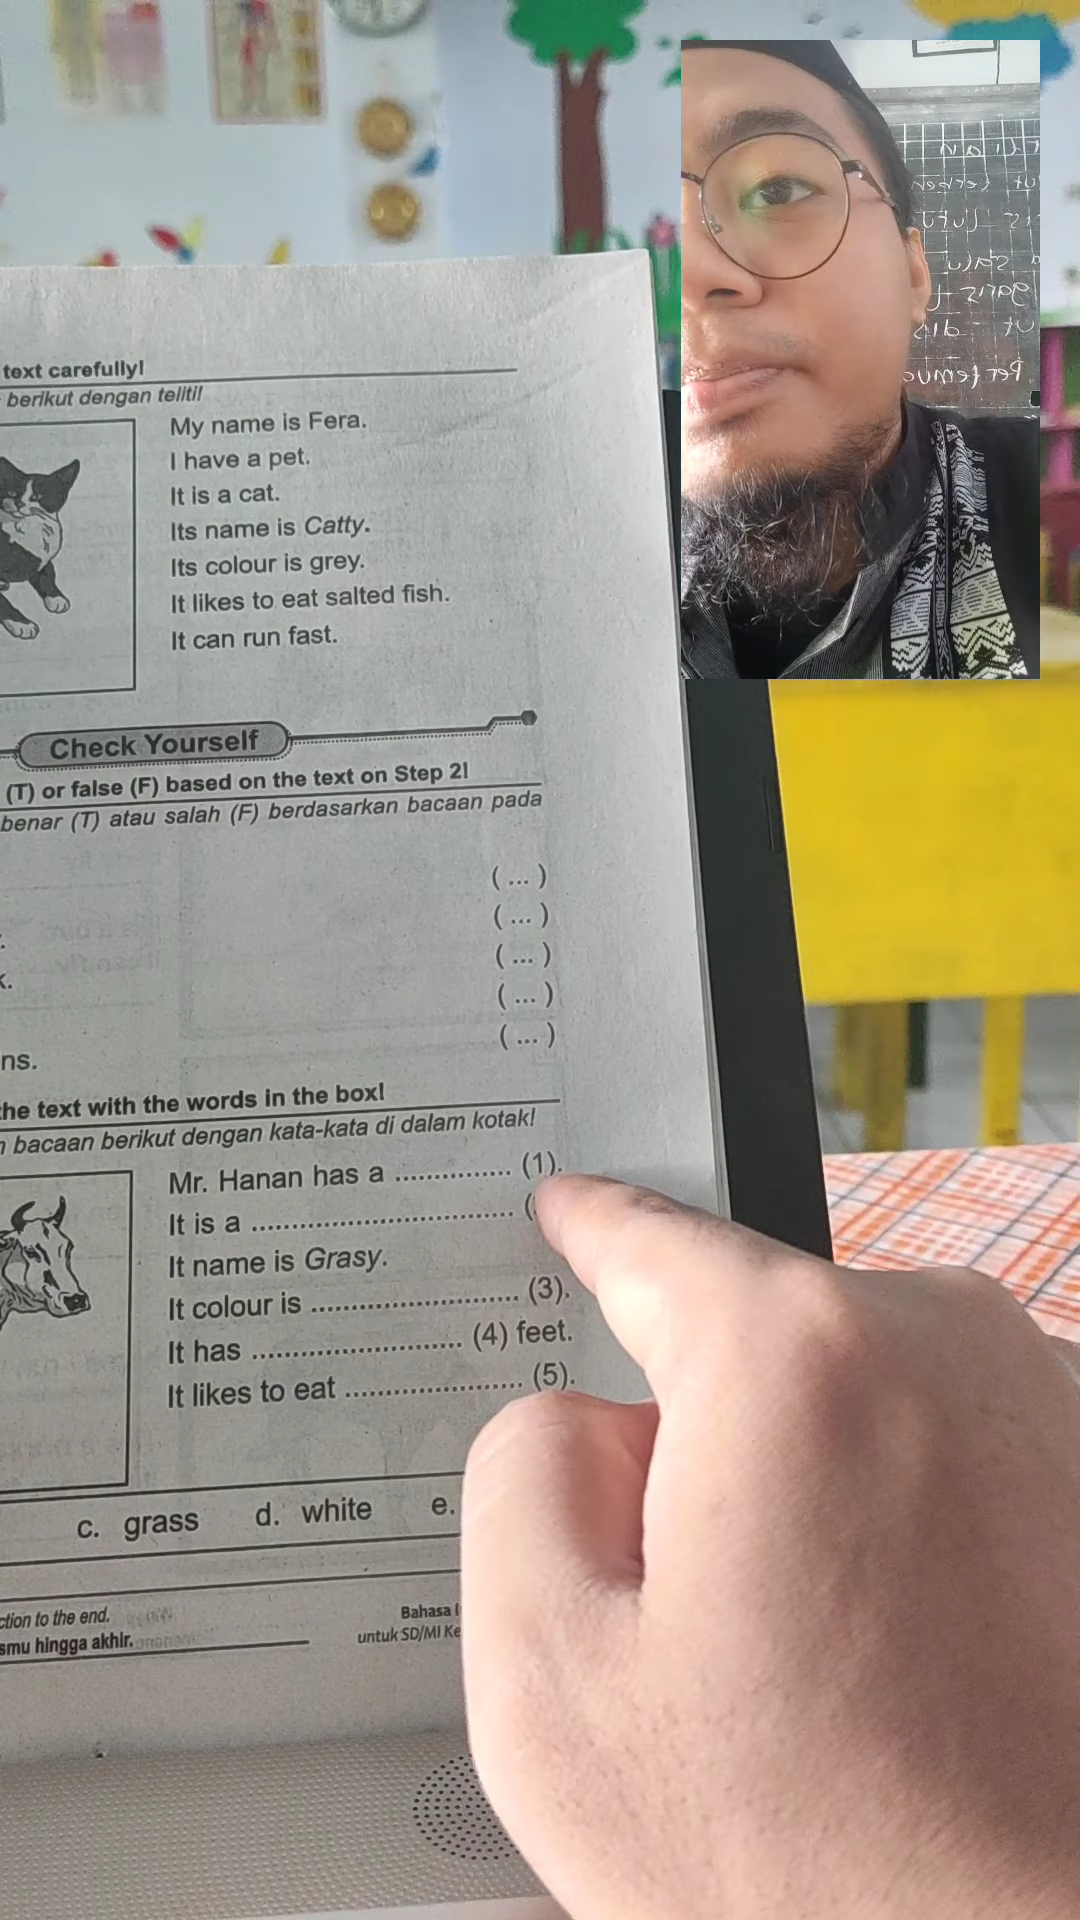 text carefully!
berikut dengan teliti!
My name is Fera.
I have a pet.
It is a cat.
Its name is Catty.
Its colour is grey.
It likes to eat salted fish.
It can run fast.
Check Yourself
(T) or false (F) based on the text on Step 2!
benar (T) atau salah (F) berdasarkan bacaan pada
( ... )
( ... )
( ... )
( ... )
( ... )
ns.
the text with the words in the box!
bacaan berikut dengan kata-kata di dalam kotak!
Mr. Hanan has a ............... (1).
It is a .................................. (
It name is Grasy.
It colour is ........................... (3).
It has ........................... (4) feet.
It likes to eat ....................... (5).
c. grass d. white e.
ction to the end.
smu hingga akhir.
Bahasa I
untuk SD/MI Ke
garis